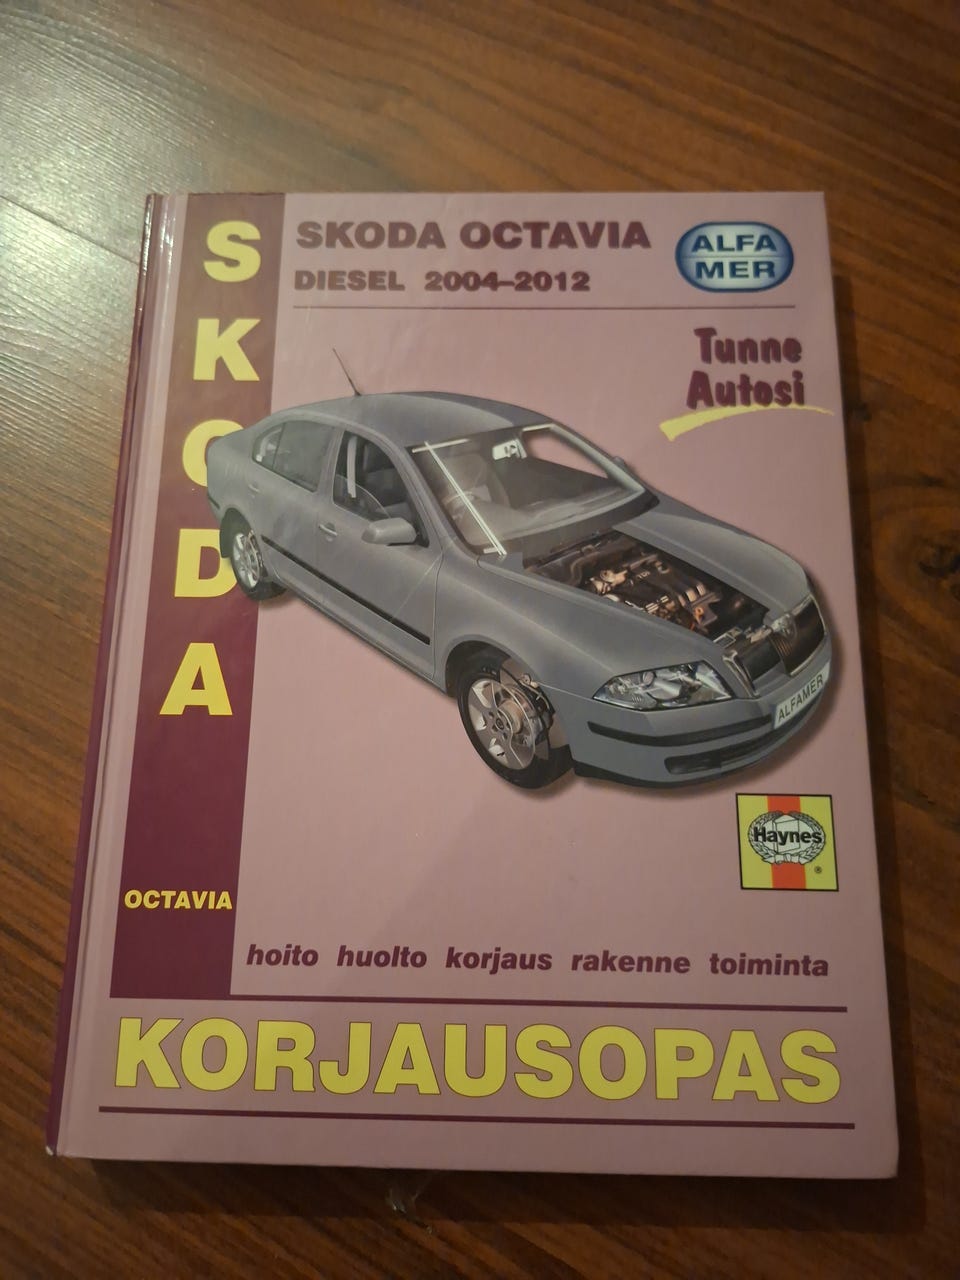 SKODA
OCTAVIA
SKODA OCTAVIA
DIESEL 2004–2012
ALFA
MER
Tunne
Autosi
ALFAMER
Haynes
®
hoito huolto korjaus rakenne toiminta
KORJAUSOPAS